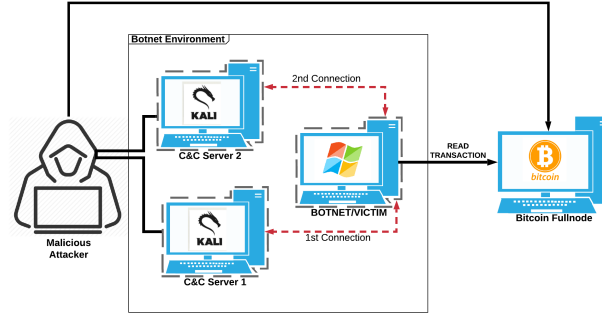 Botnet Environment
2nd Connection
KALI
C&C Server 2
READ
TRANSACTION
bitcoin
BOTNET/VICTIM
Bitcoin Fullnode
KALI
1st Connection
Malicious
Attacker
C&C Server 1